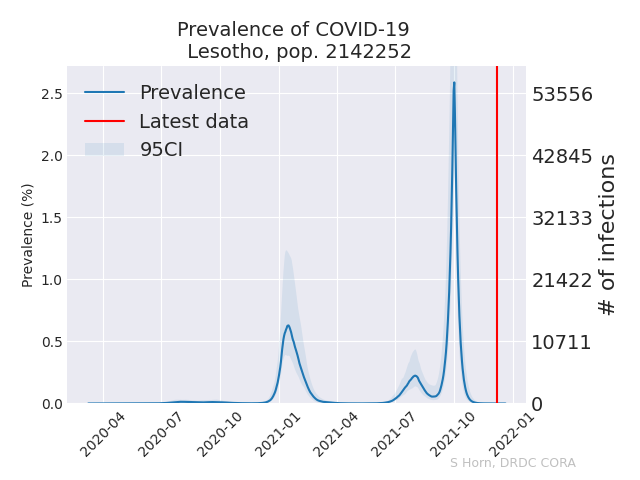 Prevalence of COVID-19
Lesotho, pop. 2142252
Prevalence
Latest data
95CI
Prevalence (%)
2.5
2.0
1.5
1.0
0.5
0.0
53556
42845
32133
21422
10711
0
# of infections
2020-04
2020-07
2020-10
2021-01
2021-04
2021-07
2021-10
2022-01
S Horn, DRDC CORA